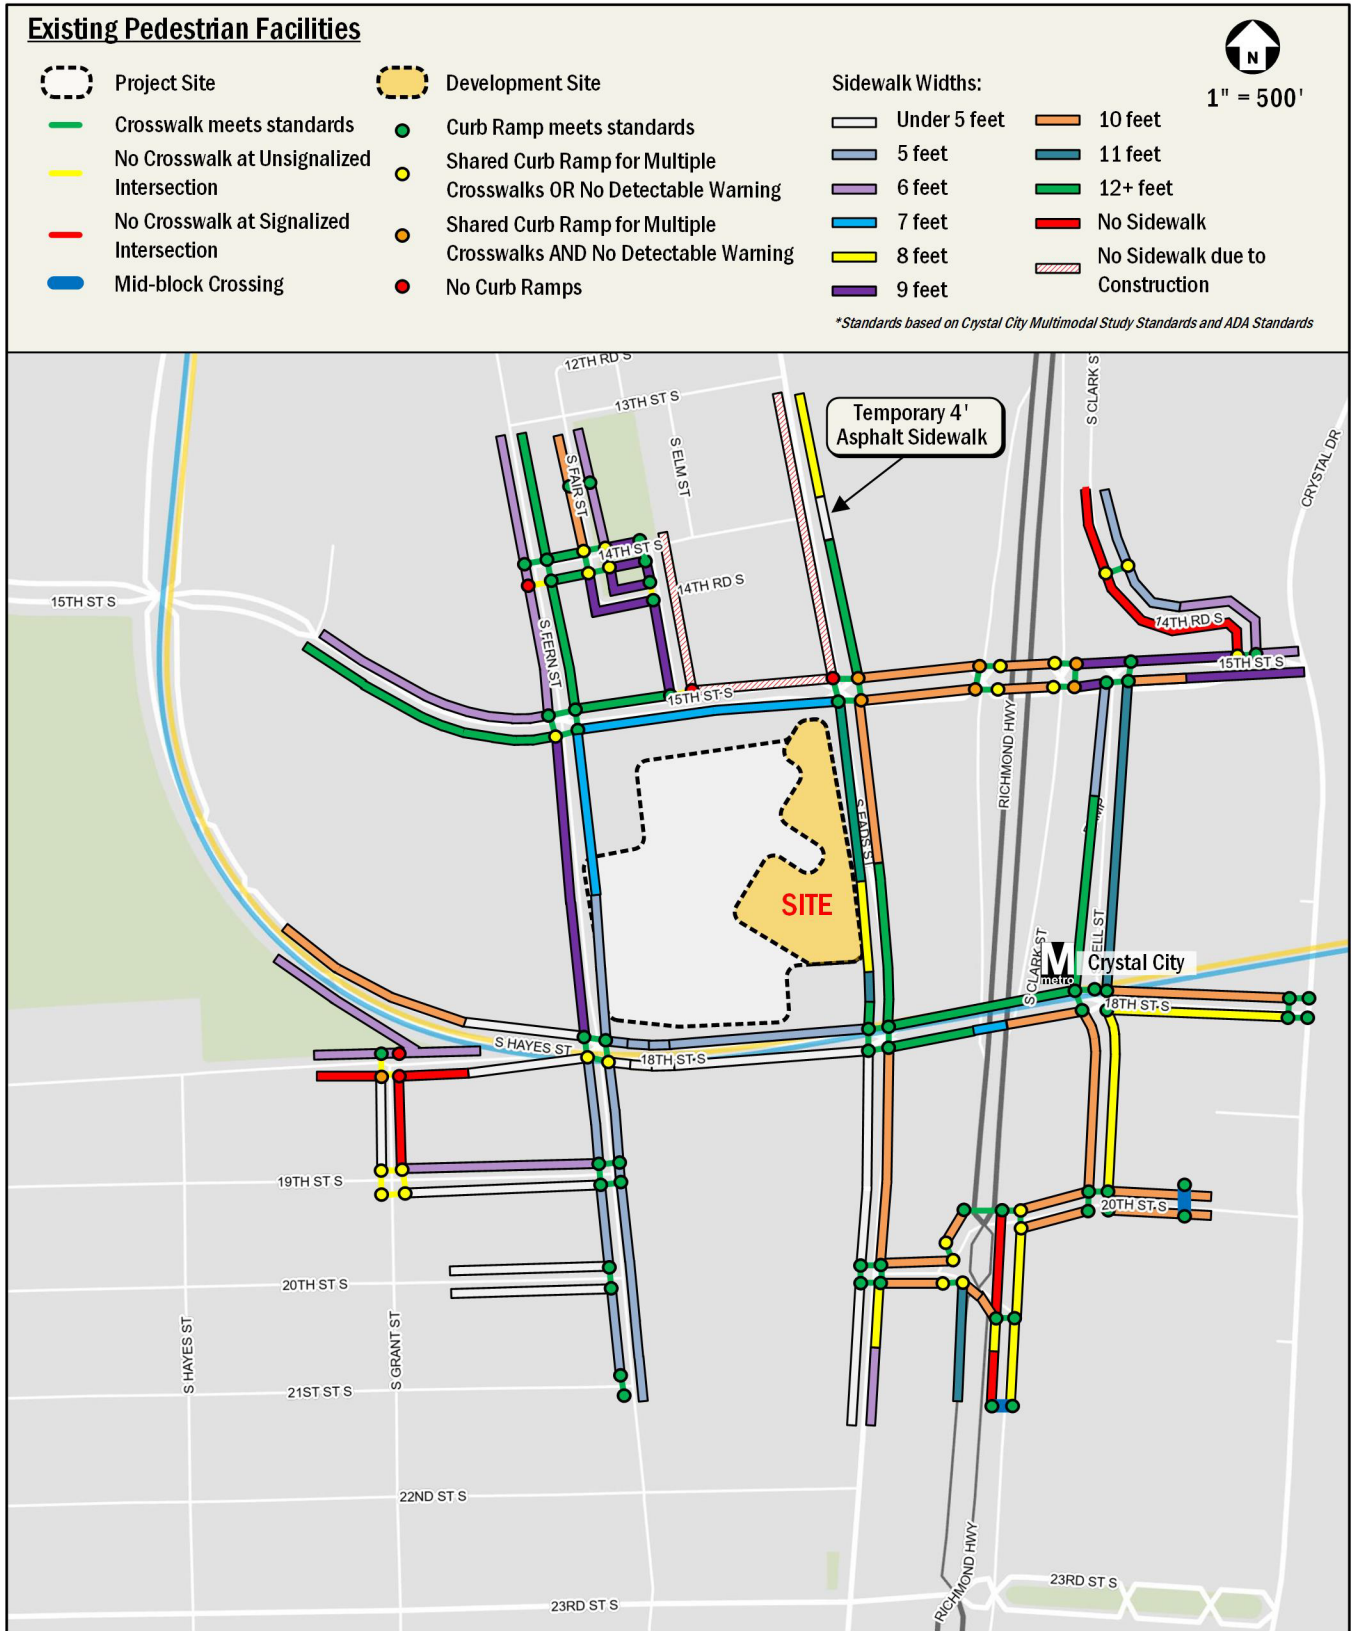 Existing Pedestrian Facilities
Project Site
Crosswalk meets standards
No Crosswalk at Unsignalized
Intersection
No Crosswalk at Signalized
Intersection
Mid-block Crossing
Development Site
Curb Ramp meets standards
Shared Curb Ramp for Multiple
Crosswalks OR No Detectable Warning
Shared Curb Ramp for Multiple
Crosswalks AND No Detectable Warning
No Curb Ramps
Sidewalk Widths:
Under 5 feet
5 feet
6 feet
7 feet
8 feet
9 feet
10 feet
11 feet
12+ feet
No Sidewalk
No Sidewalk due to
Construction
N
1" = 500'
*Standards based on Crystal City Multimodal Study Standards and ADA Standards
12TH RD S
13TH ST S
S CLARK ST
Temporary 4'
Asphalt Sidewalk
CRYSTAL DR
S FAIR ST
S ELM ST
14TH ST S
14TH RD S
15TH ST S
14TH RD S
S FERN ST
15TH ST S
15TH ST S
RICHMOND HWY
S EADS ST
SITE
S CLARK ST
M
metro
Crystal City
18TH ST S
S HAYES ST
18TH ST S
19TH ST S
20TH ST S
20TH ST S
S HAYES ST
S GRANT ST
21ST ST S
22ND ST S
RICHMOND HWY
23RD ST S
23RD ST S